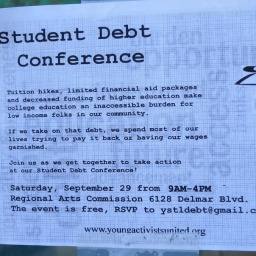 Student Debt
Conference
Tuition hikes, limited financial aid packages
and decreased funding of higher education make
college education an inaccessible burden for
low income folks in our community.
If we take on that debt, we spend most of our
lives trying to pay it back or having our wages
garnished.
Join us as we get together to take action
at our Student Debt Conference!
Saturday, September 29 from 9AM-4PM
Regional Arts Commission 6128 Delmar Blvd.
The event is free, RSVP to ystldebt@gmail.c
www.youngactivistsunited.org